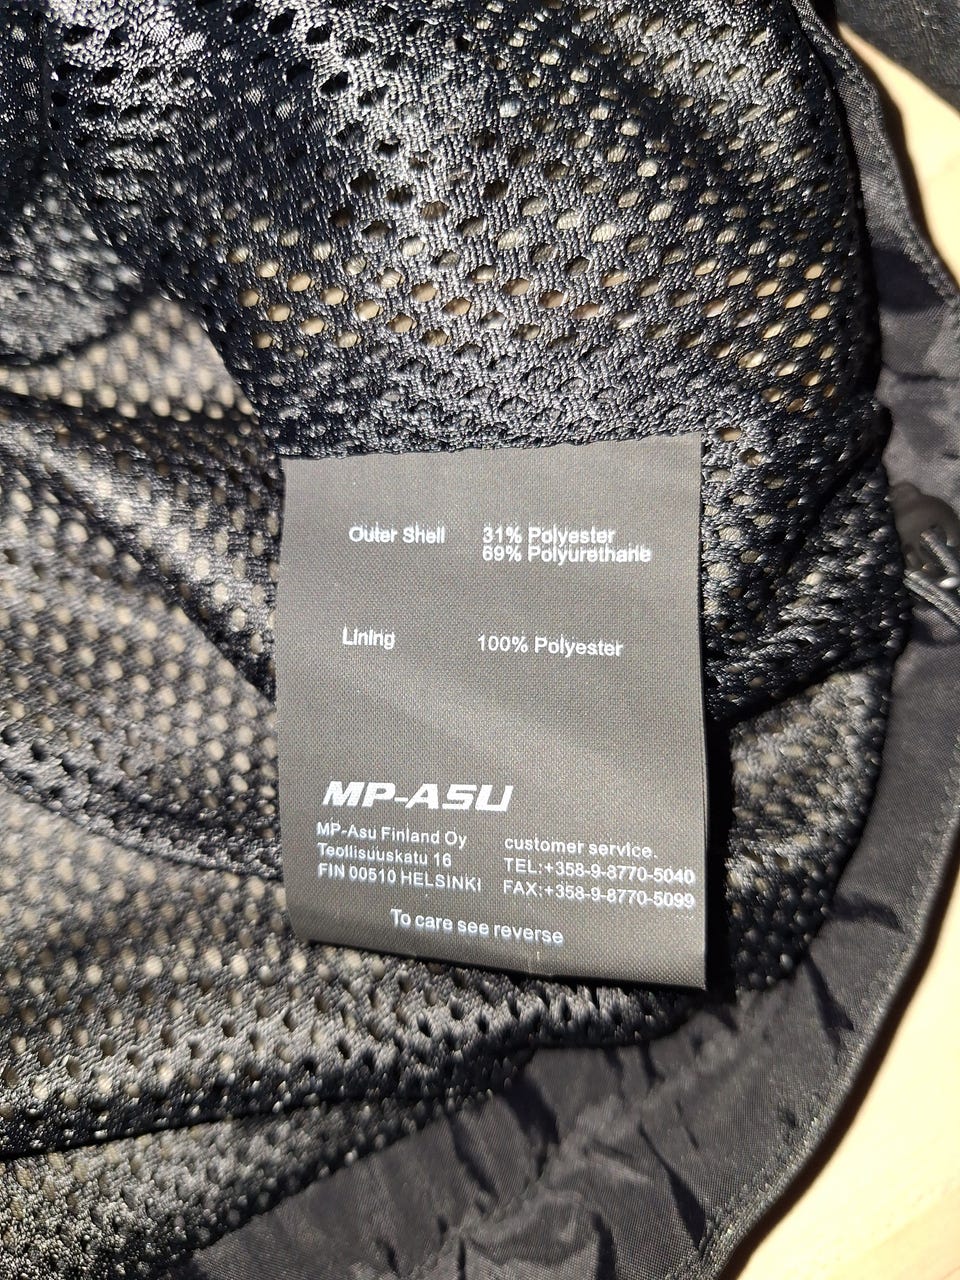 Outer Shell 31% Polyester
69% Polyurethane
Lining 100% Polyester
MP-ASU
MP-Asu Finland Oy
Teollisuuskatu 16
FIN 00510 HELSINKI
customer service.
TEL:+358-9-8770-5040
FAX:+358-9-8770-5099
To care see reverse